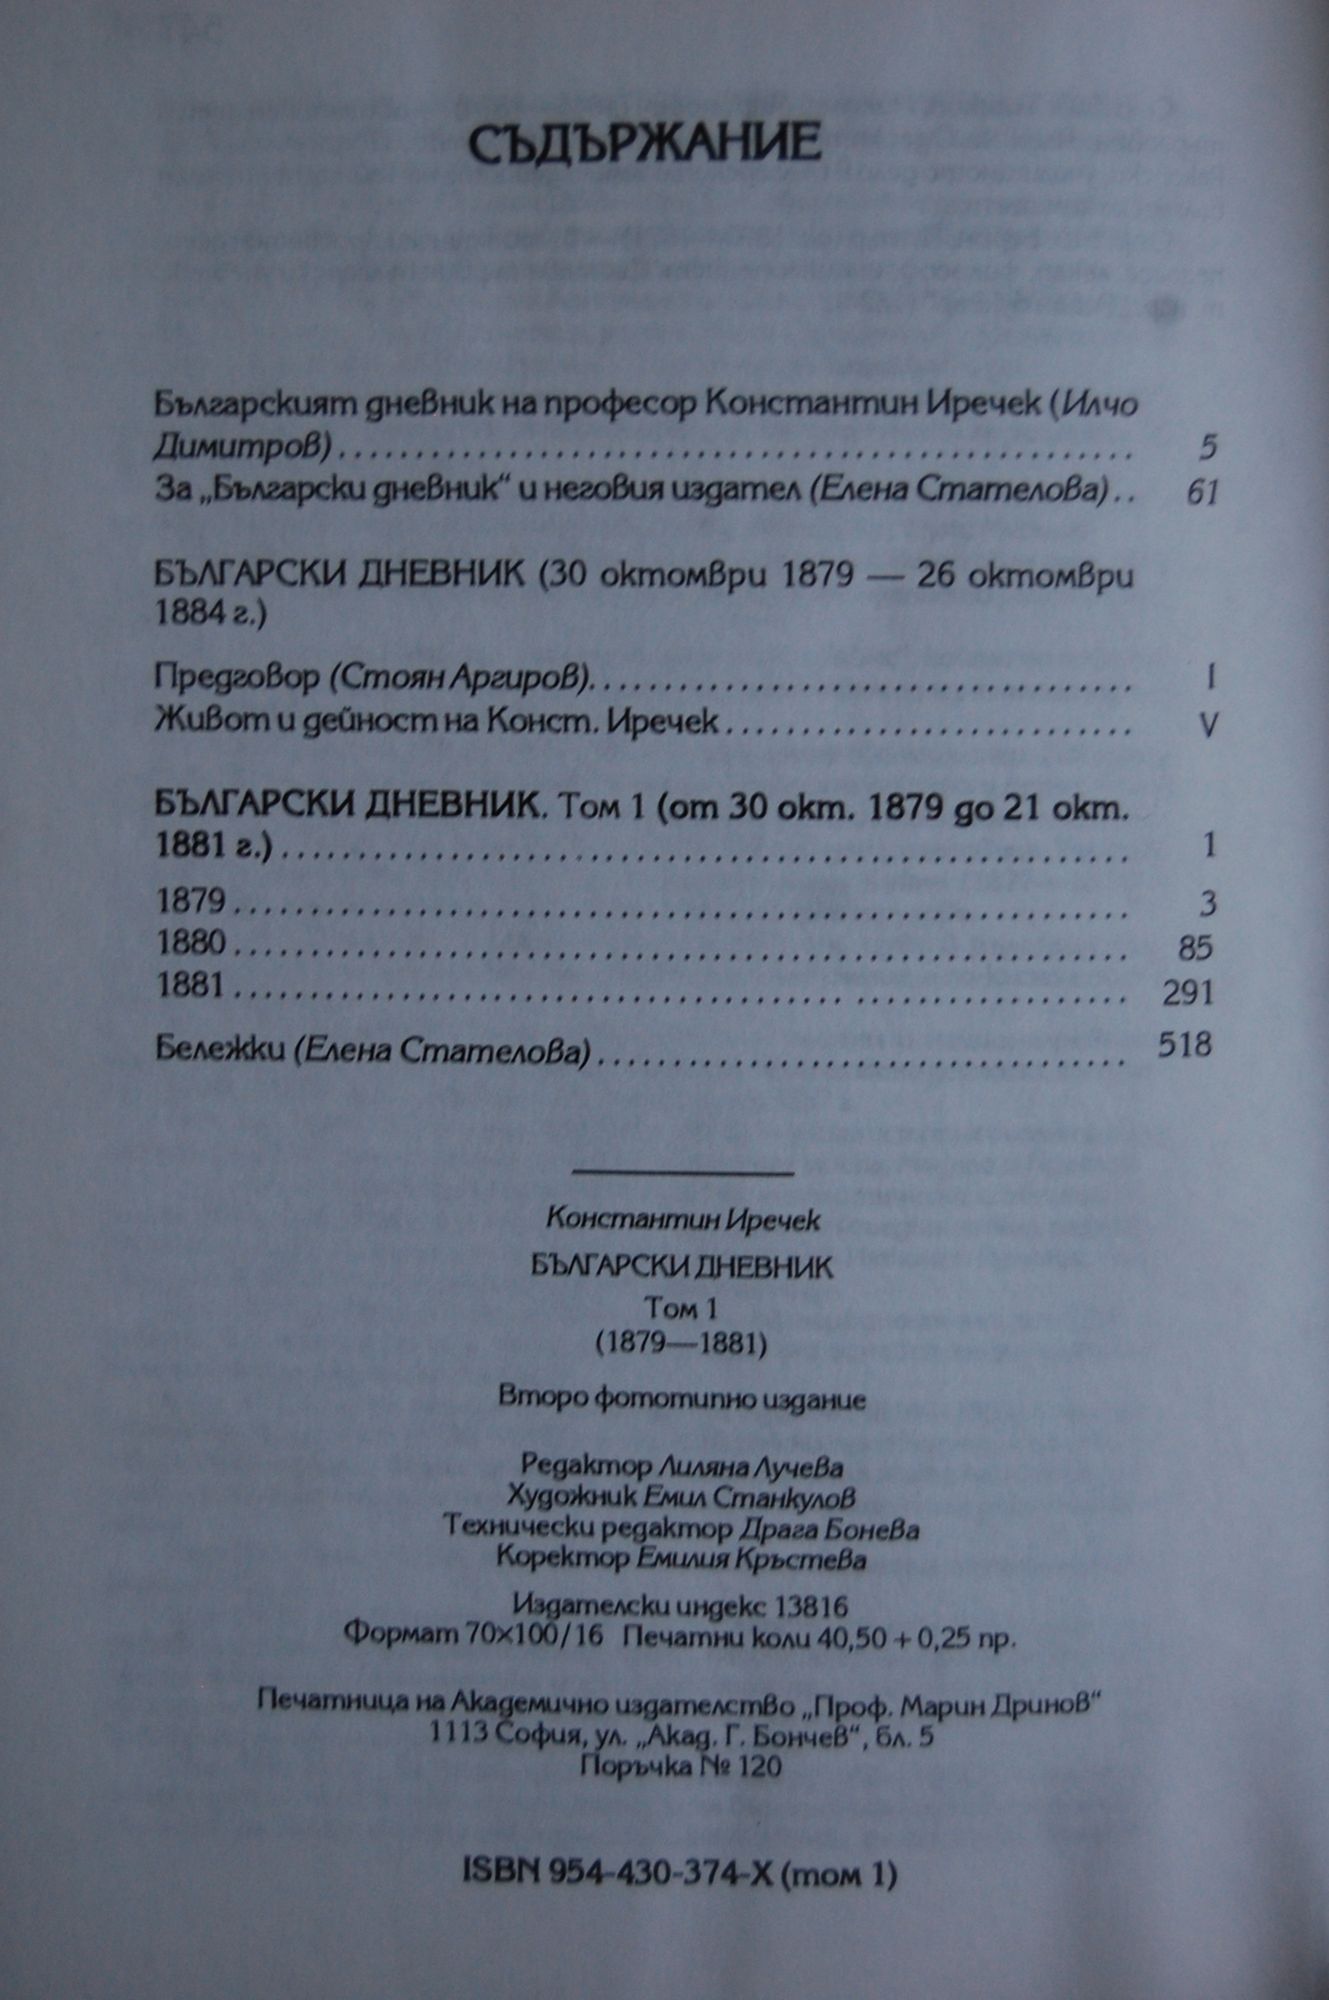 СЪДЪРЖАНИЕ
Българският дневник на професор Константин Иречек (Илчо
Димитров) 5
За „Български дневник“ и неговия издател (Елена Стателова) 61
БЪЛГАРСКИ ДНЕВНИК (30 октомври 1879 — 26 октомври
1884 г.)
Предговор (Стоян Аргиров) I
Живот и дейност на Конст. Иречек V
БЪЛГАРСКИ ДНЕВНИК. Том 1 (от 30 окт. 1879 до 21 окт.
1881 г.) 1
1879 3
1880 85
1881 291
Бележки (Елена Стателова) 518
Константин Иречек
БЪЛГАРСКИ ДНЕВНИК
Том 1
(1879—1881)
Второ фототипно издание
Редактор Лиляна Лучева
Художник Емил Станкулов
Технически редактор Драга Бонева
Коректор Емилия Кръстева
Издателски индекс 13816
Формат 70×100/16 Печатни коли 40,50 + 0,25 пр.
Печатница на Академично издателство „Проф. Марин Дринов“
1113 София, ул. „Акад. Г. Бончев“, бл. 5
Поръчка № 120
ISBN 954-430-374-X (том 1)